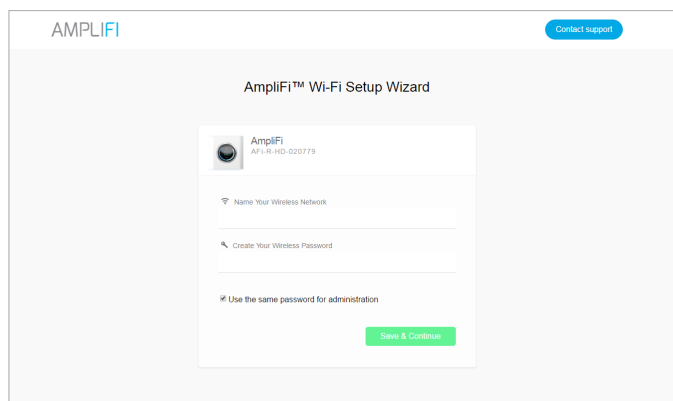 AMPLIFI
Contact support
AmpliFi™ Wi-Fi Setup Wizard
AmpliFi
AFi-R-HD-020779
Name Your Wireless Network
Create Your Wireless Password
Use the same password for administration
Save & Continue